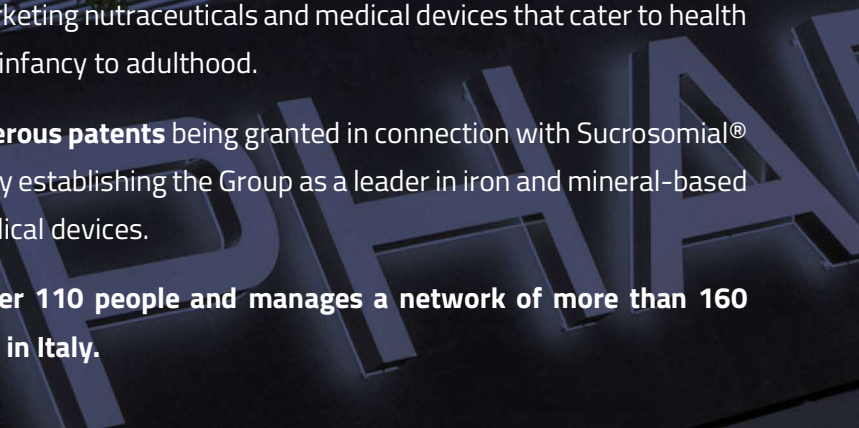 rketing nutraceuticals and medical devices that cater to health
infancy to adulthood.
erous patents being granted in connection with Sucrosomial®
y establishing the Group as a leader in iron and mineral-based
dical devices.
er 110 people and manages a network of more than 160
in Italy.
PHA